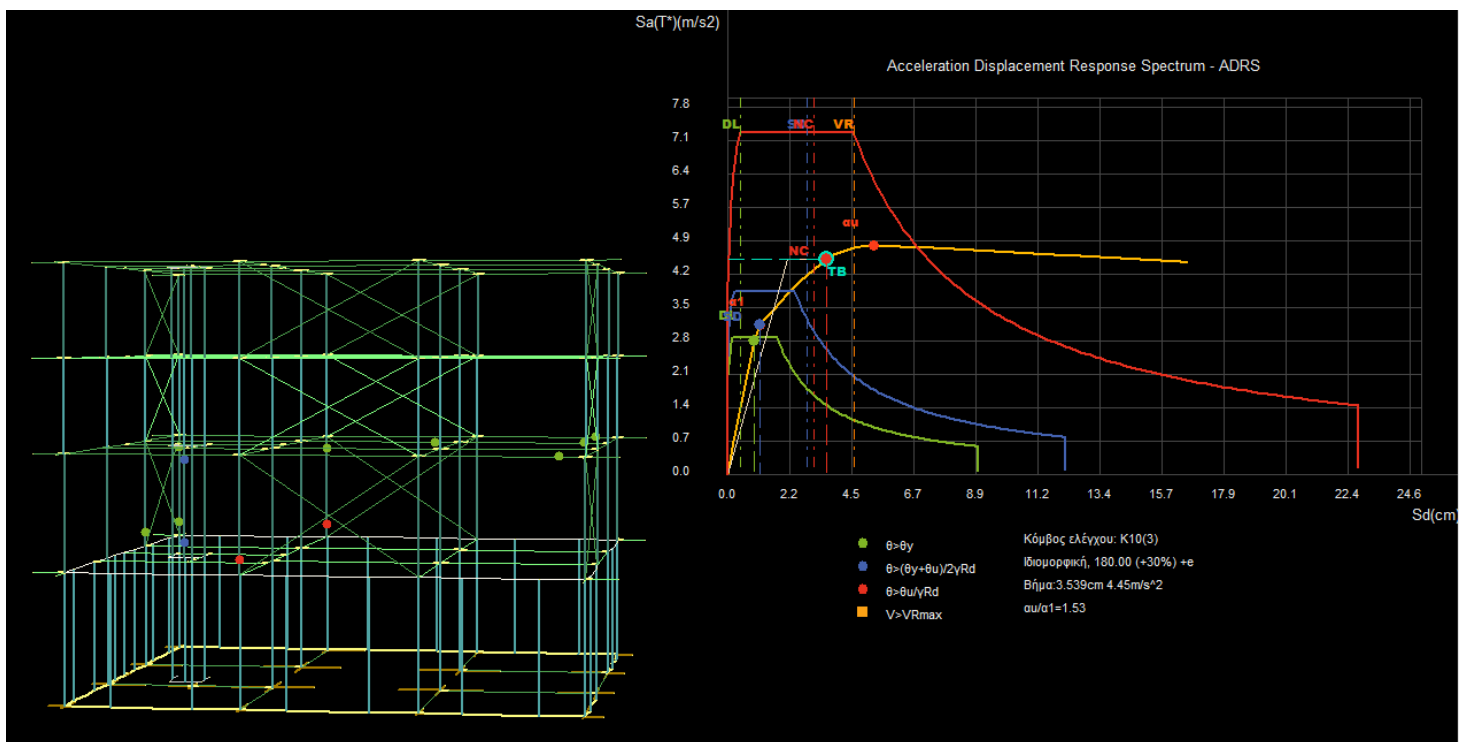 Sa(T*)(m/s2)
Acceleration Displacement Response Spectrum - ADRS
7.8
7.1
6.4
5.7
4.9
4.2
3.5
2.8
2.1
1.4
0.7
0.0
DL
NC
VR
αu
NC
TB
α1
0.0 2.2 4.5 6.7 8.9 11.2 13.4 15.7 17.9 20.1 22.4 24.6
Sd(cm)
θ>θy
θ>(θy+θu)/2γRd
θ>θu/γRd
V>VRmax
Κόμβος ελέγχου: K10(3)
Ιδιομορφική, 180.00 (+30%) +e
Βήμα:3.539cm 4.45m/s^2
αu/α1=1.53